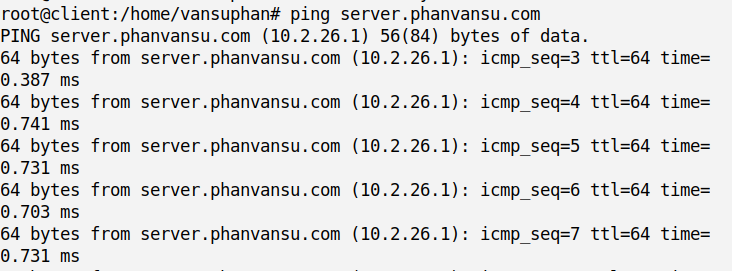 root@client:/home/vansuphan# ping server.phanvansu.com
PING server.phanvansu.com (10.2.26.1) 56(84) bytes of data.
64 bytes from server.phanvansu.com (10.2.26.1): icmp_seq=3 ttl=64 time=
0.387 ms
64 bytes from server.phanvansu.com (10.2.26.1): icmp_seq=4 ttl=64 time=
0.741 ms
64 bytes from server.phanvansu.com (10.2.26.1): icmp_seq=5 ttl=64 time=
0.731 ms
64 bytes from server.phanvansu.com (10.2.26.1): icmp_seq=6 ttl=64 time=
0.703 ms
64 bytes from server.phanvansu.com (10.2.26.1): icmp_seq=7 ttl=64 time=
0.731 ms